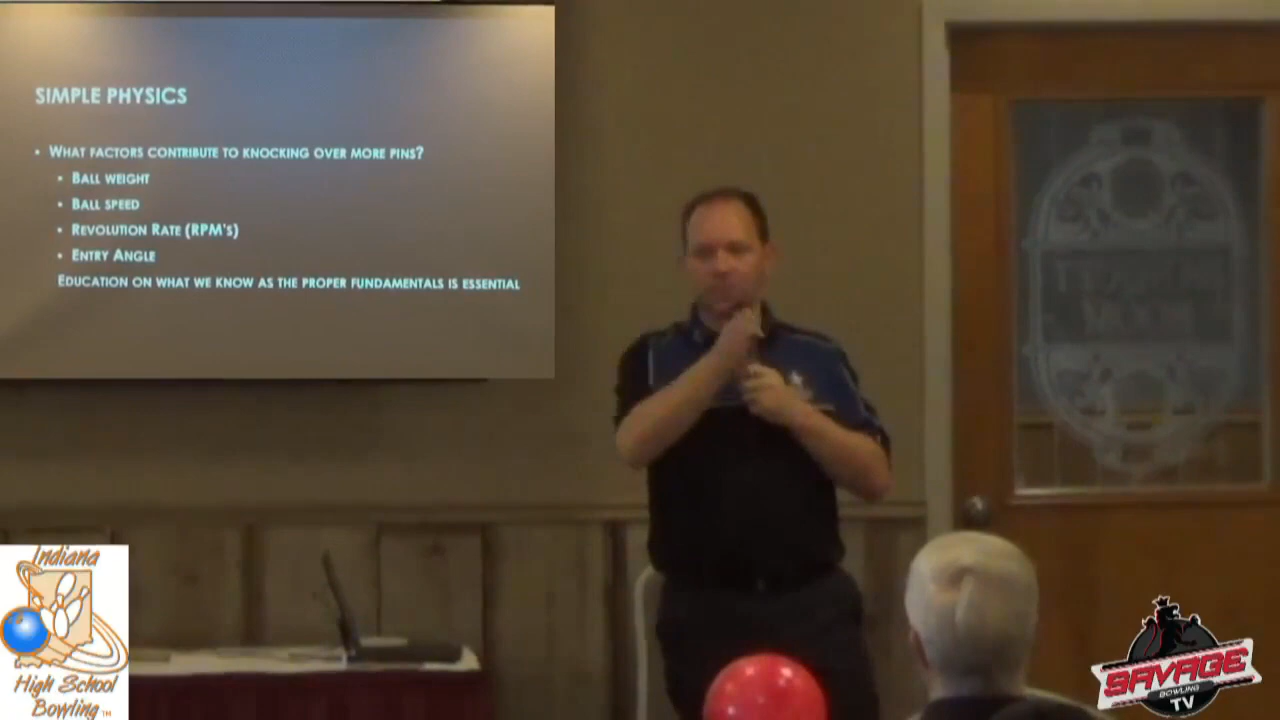 SIMPLE PHYSICS
• WHAT FACTORS CONTRIBUTE TO KNOCKING OVER MORE PINS?
• BALL WEIGHT
• BALL SPEED
• REVOLUTION RATE (RPM'S)
• ENTRY ANGLE
EDUCATION ON WHAT WE KNOW AS THE PROPER FUNDAMENTALS IS ESSENTIAL
Indiana
High School
Bowling™
SAVAGE
BOWLING
TV